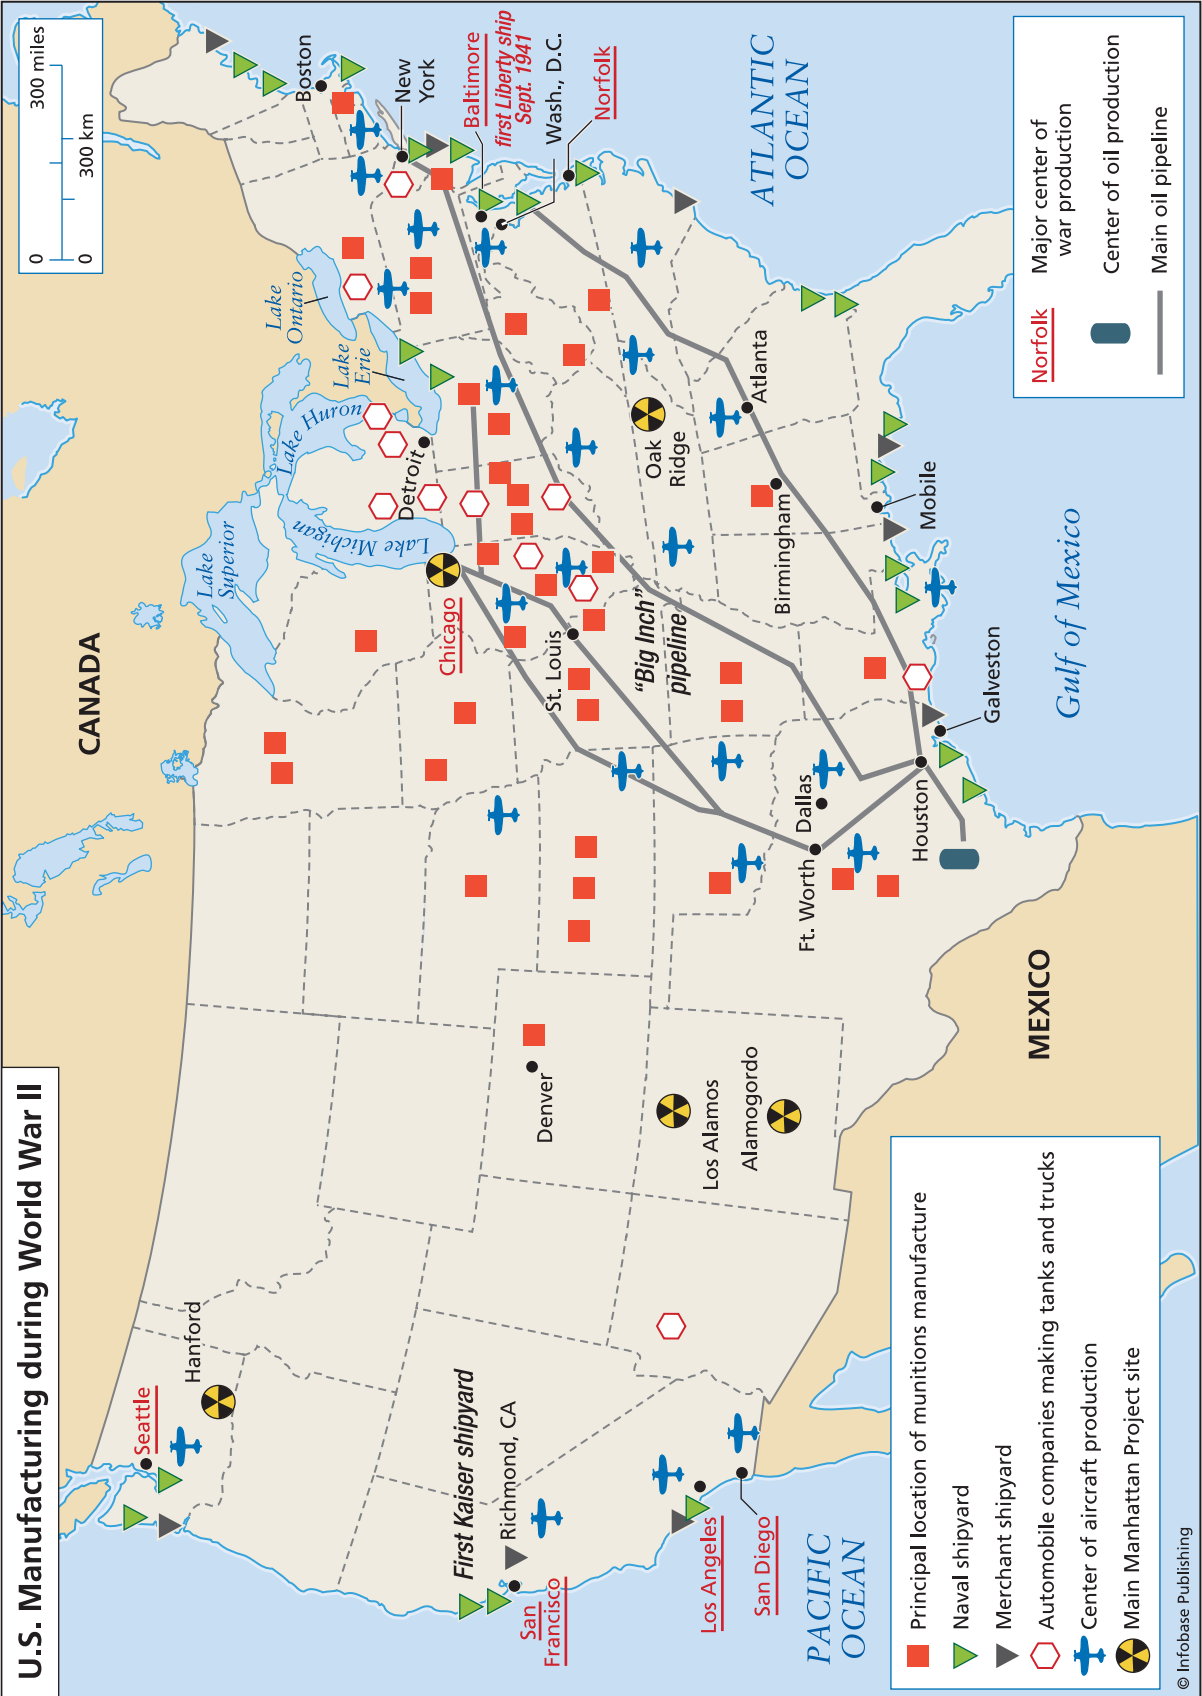 U.S. Manufacturing during World War II
0 300 miles
0 300 km
CANADA
MEXICO
PACIFIC
OCEAN
ATLANTIC
OCEAN
Gulf of Mexico
Lake
Superior
Lake Michigan
Lake Huron
Lake
Erie
Lake
Ontario
Seattle
Hanford
First Kaiser shipyard
Richmond, CA
San
Francisco
Los Angeles
San Diego
Denver
Los Alamos
Alamogordo
Ft. Worth
Dallas
Houston
Galveston
Chicago
St. Louis
"Big Inch"
pipeline
Detroit
Oak
Ridge
Birmingham
Atlanta
Mobile
Boston
New
York
Baltimore
first Liberty ship
Sept. 1941
Wash., D.C.
Norfolk
Principal location of munitions manufacture
Naval shipyard
Merchant shipyard
Automobile companies making tanks and trucks
Center of aircraft production
Main Manhattan Project site
Norfolk Major center of
war production
Center of oil production
Main oil pipeline
© Infobase Publishing